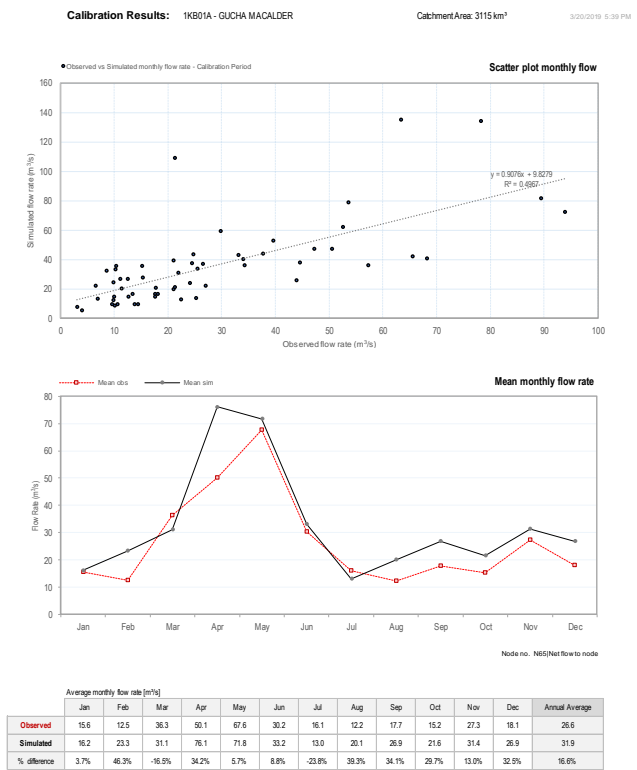 Calibration Results: 1KB01A - GUCHA MACALDER Catchment Area: 3115 km³ 3/20/2019 5:39 PM
Observed vs Simulated monthly flow rate - Calibration Period Scatter plot monthly flow
160
140
120
100
80
60
40
20
0
Simulated flow rate (m³/s)
y = 0.9076x + 9.8279
R² = 0.4967
0 10 20 30 40 50 60 70 80 90 100
Observed flow rate (m³/s)
Mean obs Mean sim Mean monthly flow rate
80
70
60
50
40
30
20
10
0
Flow Rate (m³/s)
Jan Feb Mar Apr May Jun Jul Aug Sep Oct Nov Dec
Node no. N65|Net flow to node
Average monthly flow rate [m³/s]
Jan Feb Mar Apr May Jun Jul Aug Sep Oct Nov Dec Annual Average
Observed 15.6 12.5 36.3 50.1 67.6 30.2 16.1 12.2 17.7 15.2 27.3 18.1 26.6
Simulated 16.2 23.3 31.1 76.1 71.8 33.2 13.0 20.1 26.9 21.6 31.4 26.9 31.9
% difference 3.7% 46.3% -16.5% 34.2% 5.7% 8.8% -23.8% 39.3% 34.1% 29.7% 13.0% 32.5% 16.6%